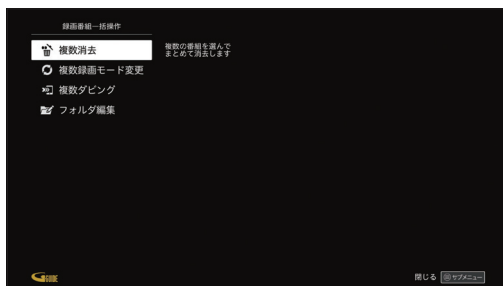 録画番組一括操作
複数消去
複数の番組を選んで
まとめて消去します
複数録画モード変更
複数ダビング
フォルダ編集
G GUIDE
閉じる サブメニュー